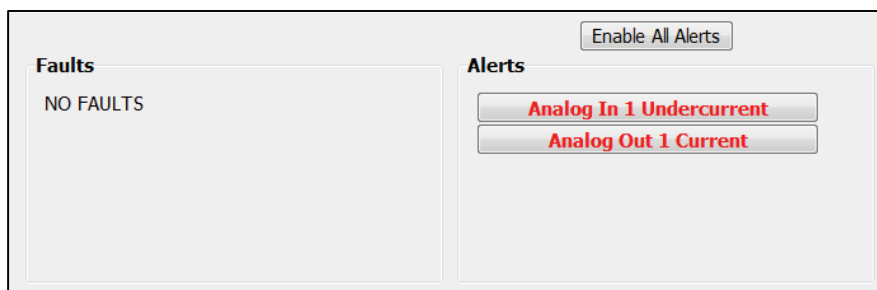 Enable All Alerts
Faults
Alerts
NO FAULTS
Analog In 1 Undercurrent
Analog Out 1 Current